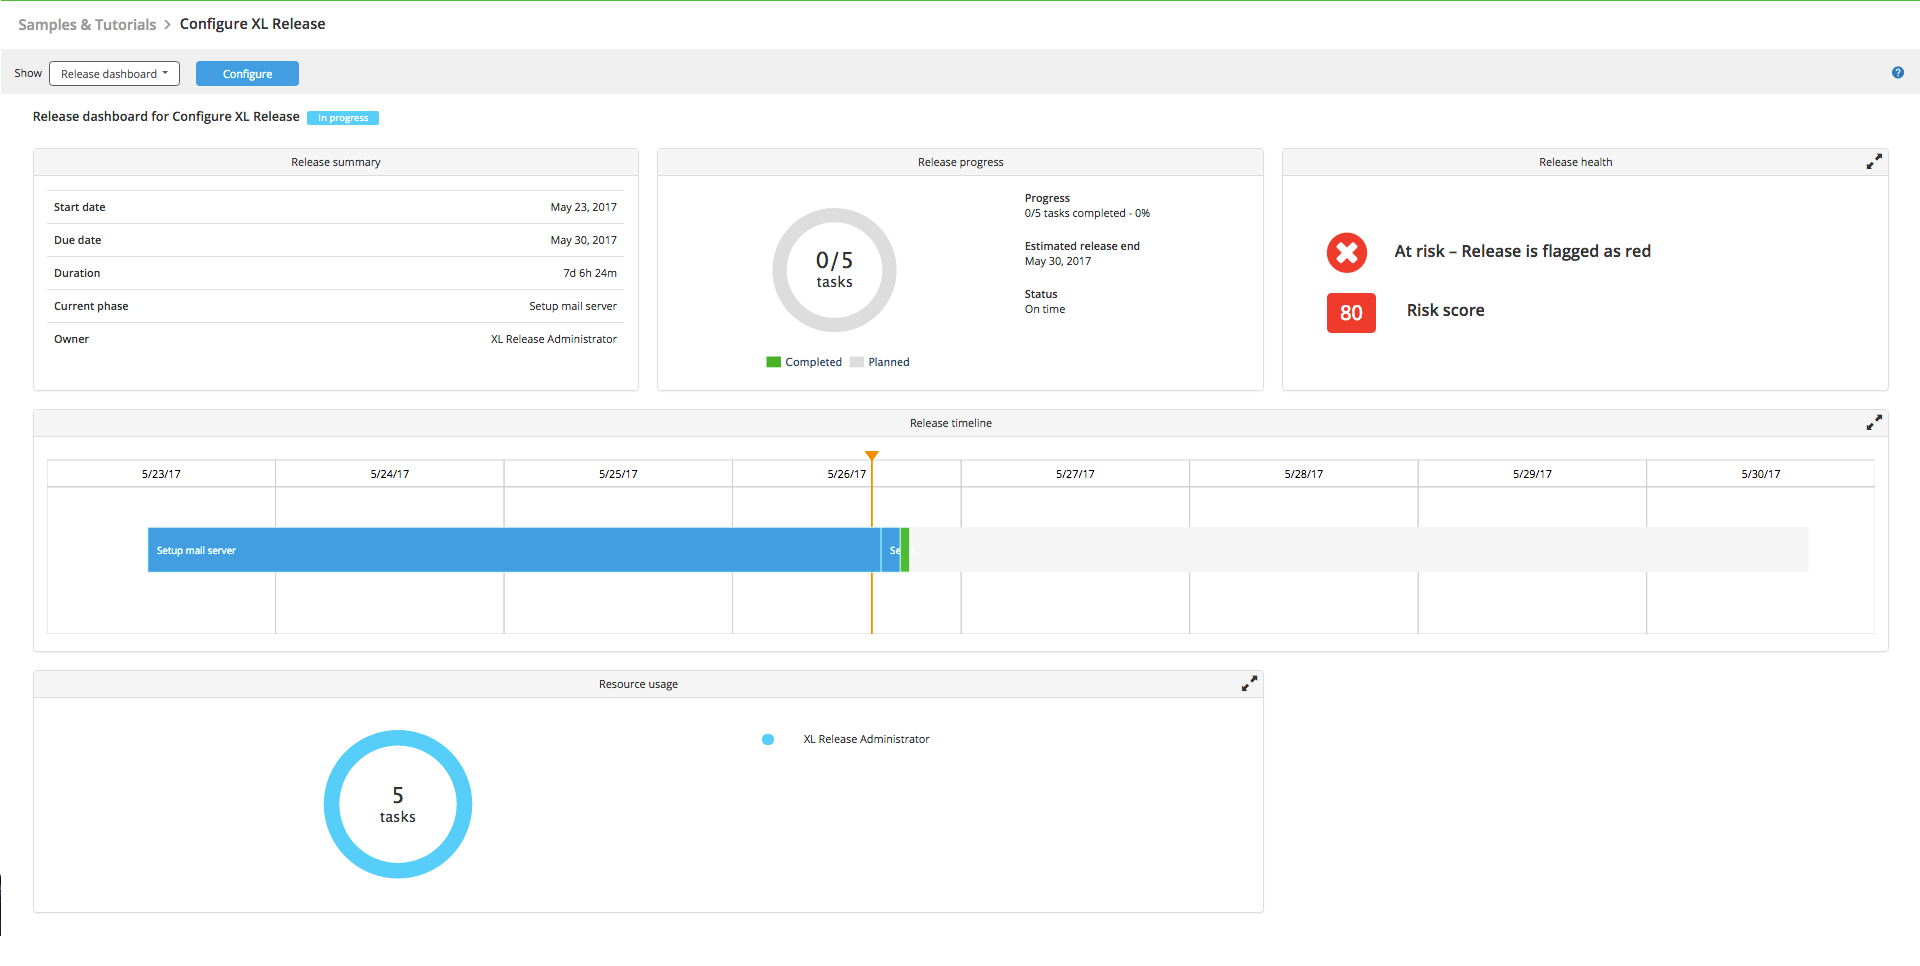 Samples & Tutorials > Configure XL Release
Show Release dashboard Configure ?
Release dashboard for Configure XL Release In progress
Release summary
Start date May 23, 2017
Due date May 30, 2017
Duration 7d 6h 24m
Current phase Setup mail server
Owner XL Release Administrator
Release progress
0/5
tasks
Completed Planned
Progress
0/5 tasks completed - 0%
Estimated release end
May 30, 2017
Status
On time
Release health
At risk – Release is flagged as red
80 Risk score
Release timeline
5/23/17 5/24/17 5/25/17 5/26/17 5/27/17 5/28/17 5/29/17 5/30/17
Setup mail server Se
Resource usage
5
tasks
XL Release Administrator